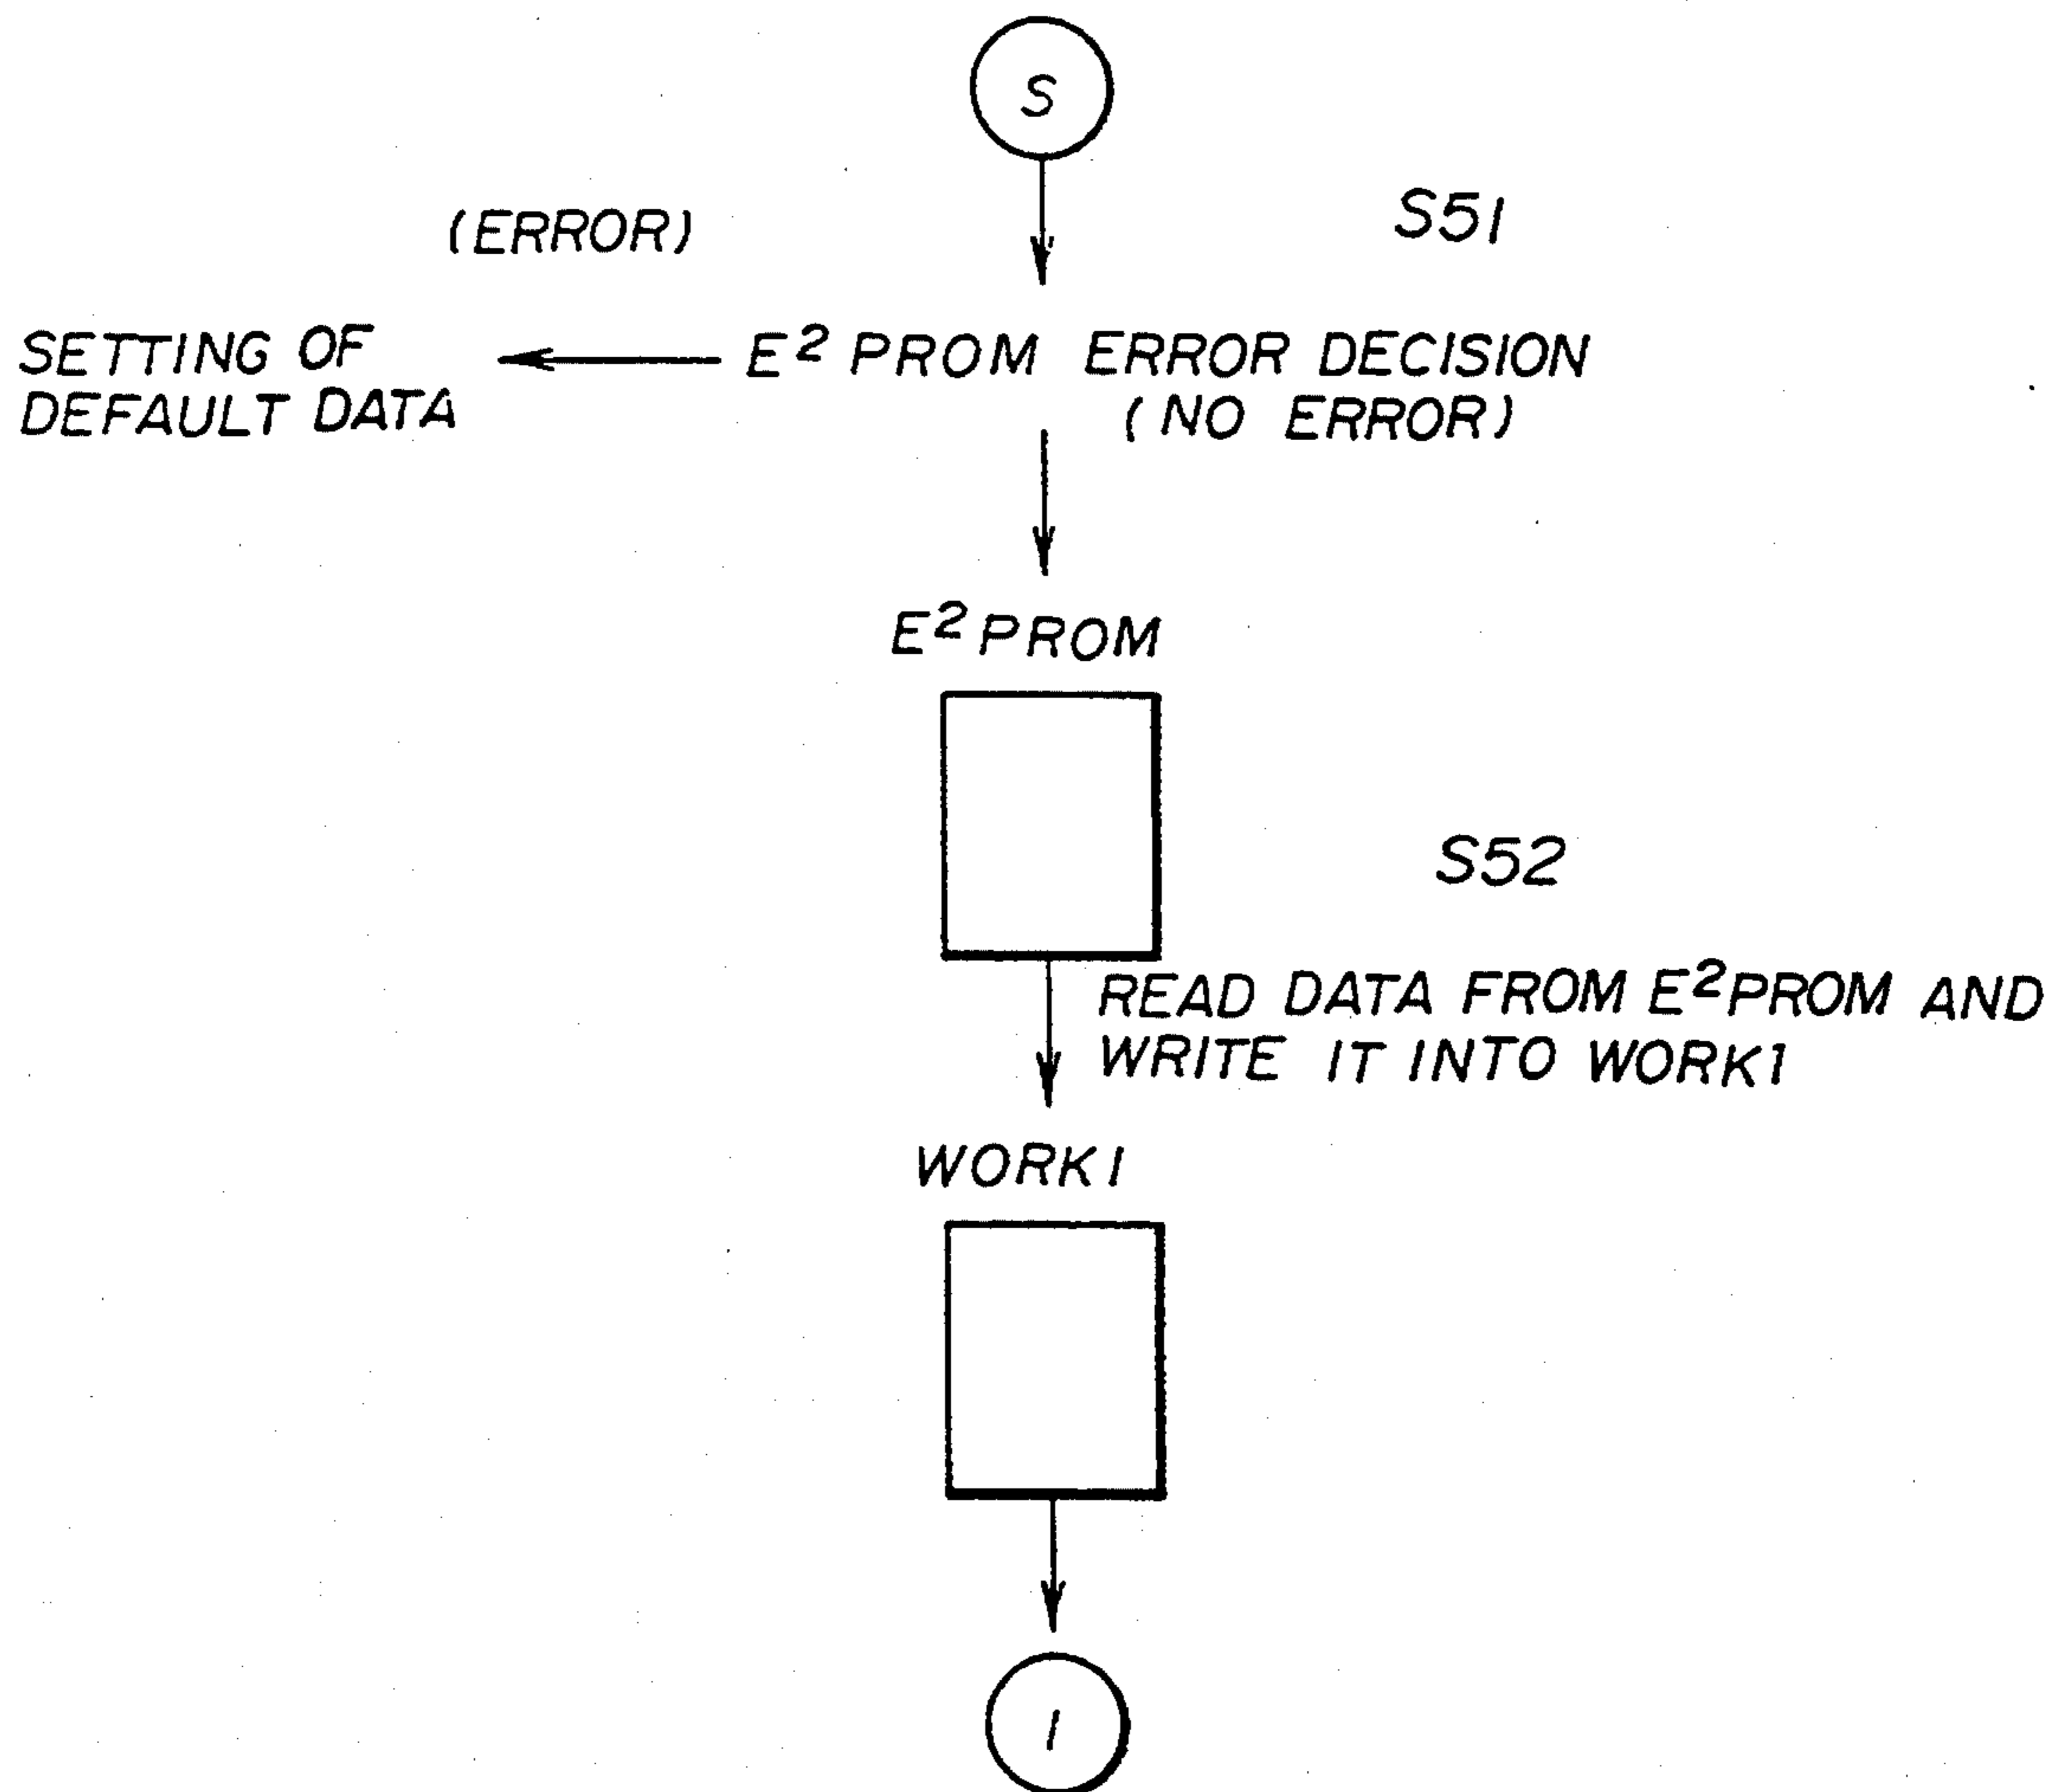 S
S51
(ERROR)
SETTING OF
DEFAULT DATA
E² PROM ERROR DECISION
(NO ERROR)
E² PROM
S52
READ DATA FROM E²PROM AND
WRITE IT INTO WORK1
WORK1
1